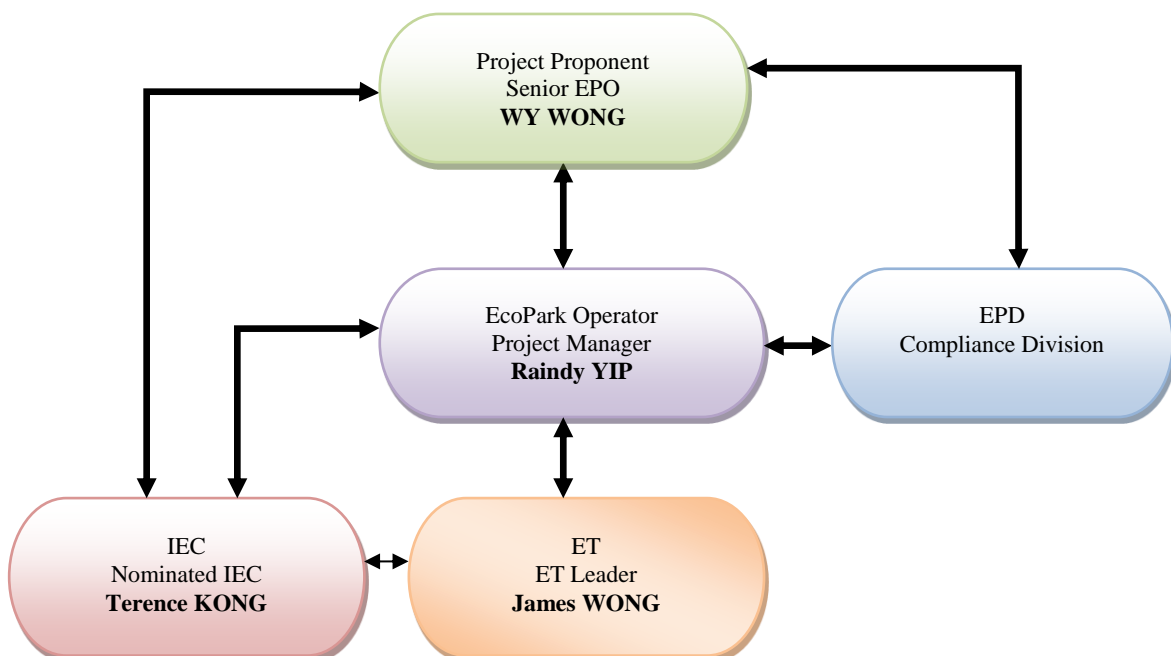 Project Proponent
Senior EPO
WY WONG
EcoPark Operator
Project Manager
Raindy YIP
EPD
Compliance Division
IEC
Nominated IEC
Terence KONG
ET
ET Leader
James WONG